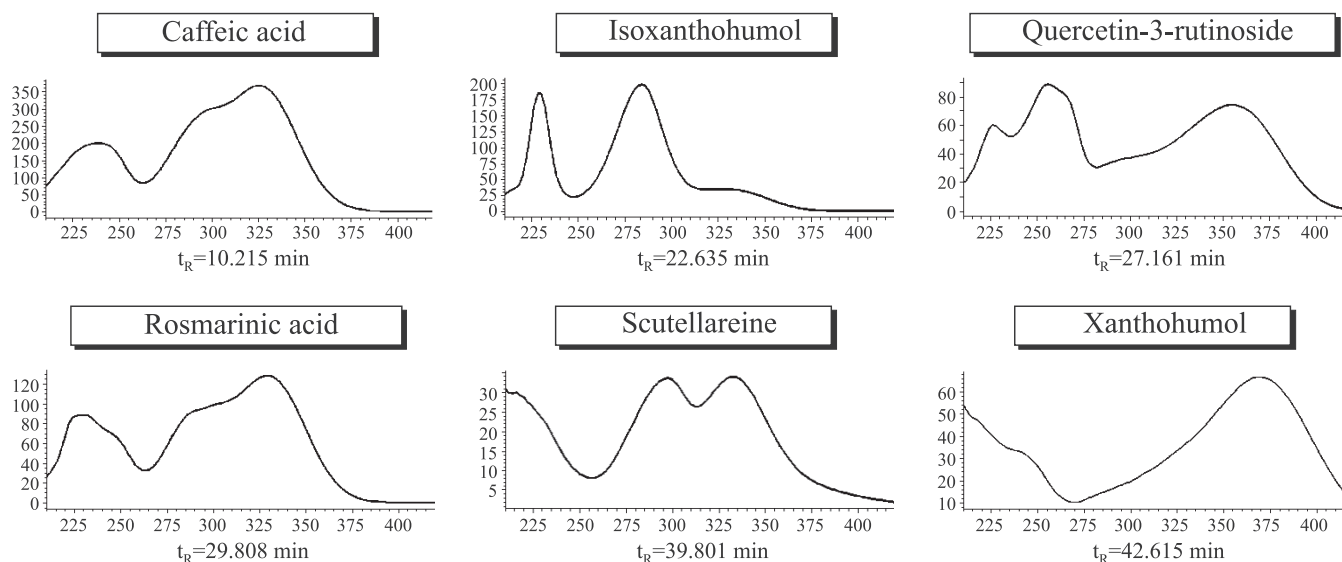 Caffeic acid
350
300
250
200
150
100
50
0
225 250 275 300 325 350 375 400
t_R=10.215 min
Isoxanthohumol
200
175
150
125
100
75
50
25
0
225 250 275 300 325 350 375 400
t_R=22.635 min
Quercetin-3-rutinoside
80
60
40
20
0
225 250 275 300 325 350 375 400
t_R=27.161 min
Rosmarinic acid
120
100
80
60
40
20
0
225 250 275 300 325 350 375 400
t_R=29.808 min
Scutellareine
30
25
20
15
10
5
225 250 275 300 325 350 375 400
t_R=39.801 min
Xanthohumol
60
50
40
30
20
10
225 250 275 300 325 350 375 400
t_R=42.615 min